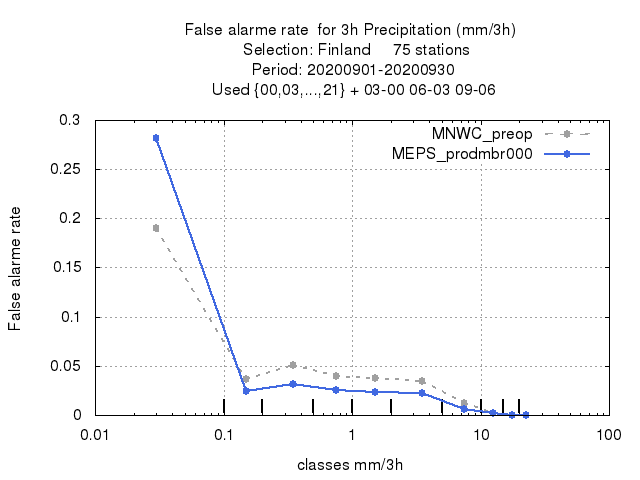 False alarme rate  for 3h Precipitation (mm/3h)
Selection: Finland     75 stations
Period: 20200901-20200930
Used {00,03,...,21} + 03-00 06-03 09-06
MNWC_preop
MEPS_prodmbr000
0.3
0.25
0.2
0.15
0.1
0.05
0
False alarme rate
0.01 0.1 1 10 100
classes mm/3h